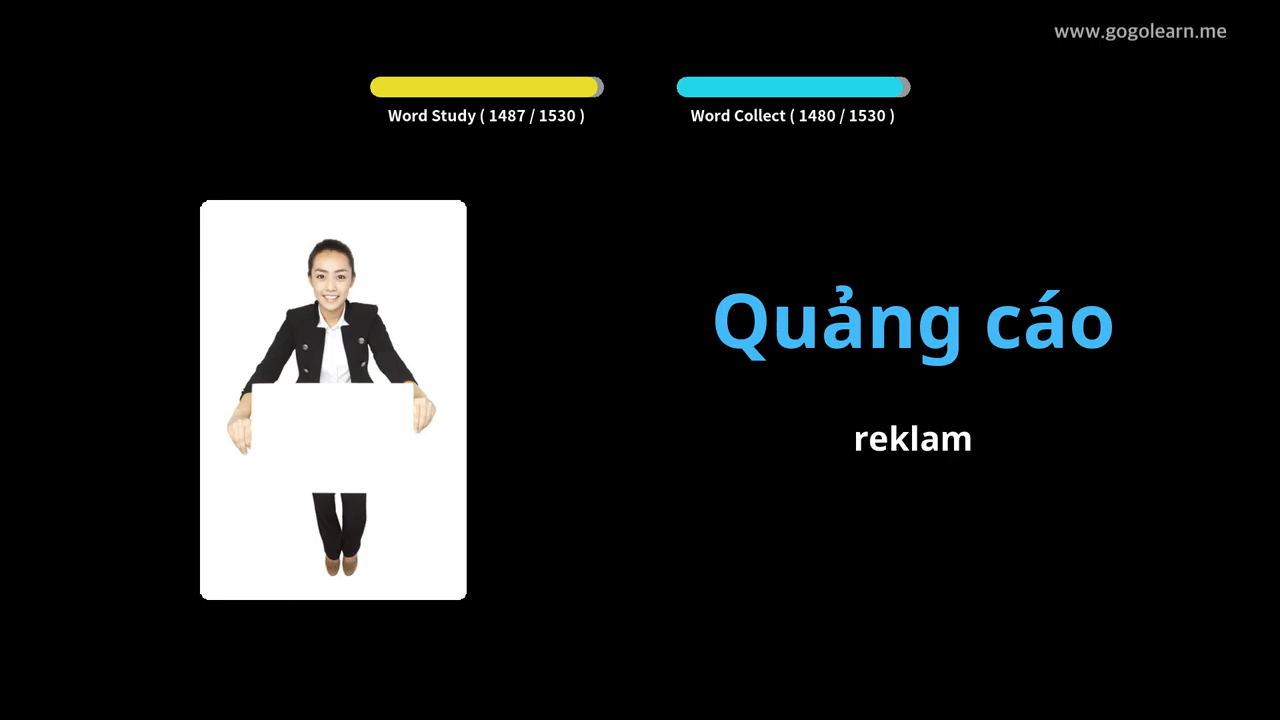 www.gogolearn.me
Word Study ( 1487 / 1530 )
Word Collect ( 1480 / 1530 )
Quảng cáo
reklam